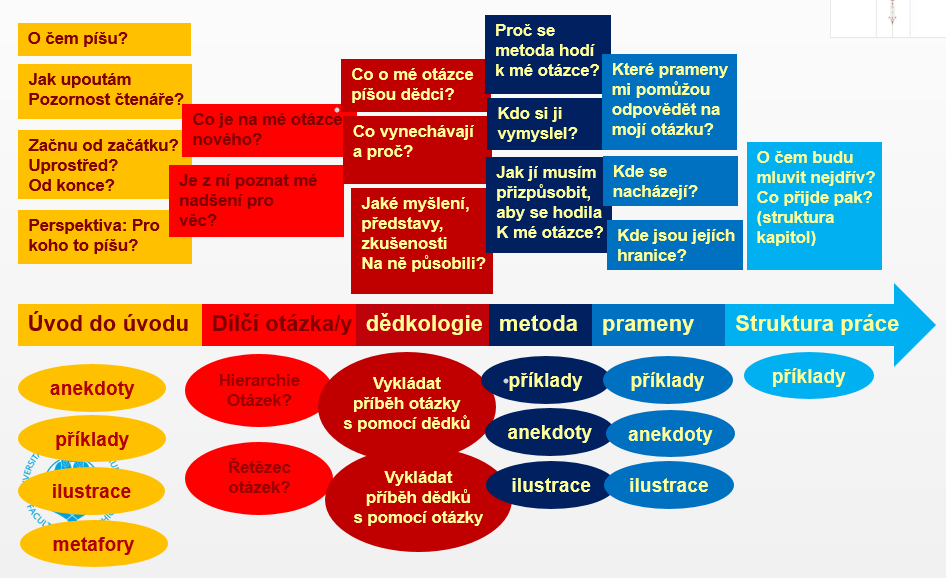 O čem píšu?
Jak upoutám
Pozornost čtenáře?
Začnu od začátku?
Uprostřed?
Od konce?
Perspektiva: Pro
koho to píšu?
Co je na mé otázce
nového?
Je z ní poznat mé
nadšení pro
věc?
Co o mé otázce
píšou dědci?
Co vynechávají
a proč?
Jaké myšlení,
představy,
zkušenosti
Na ně působili?
Proč se
metoda hodí
k mé otázce?
Kdo si ji
vymyslel?
Jak jí musím
přizpůsobit,
aby se hodila
K mé otázce?
Které prameny
mi pomůžou
odpovědět na
mojí otázku?
Kde se
nacházejí?
Kde jsou jejích
hranice?
O čem budu
mluvit nejdřív?
Co přijde pak?
(struktura
kapitol)
Úvod do úvodu
Dílčí otázka/y
dědkologie
metoda
prameny
Struktura práce
anekdoty
příklady
ilustrace
metafory
Hierarchie
Otázek?
Řetězec
otázek?
Vykládat
příběh otázky
s pomocí dědků
Vykládat
příběh dědků
s pomocí otázky
•příklady
anekdoty
ilustrace
příklady
anekdoty
ilustrace
příklady